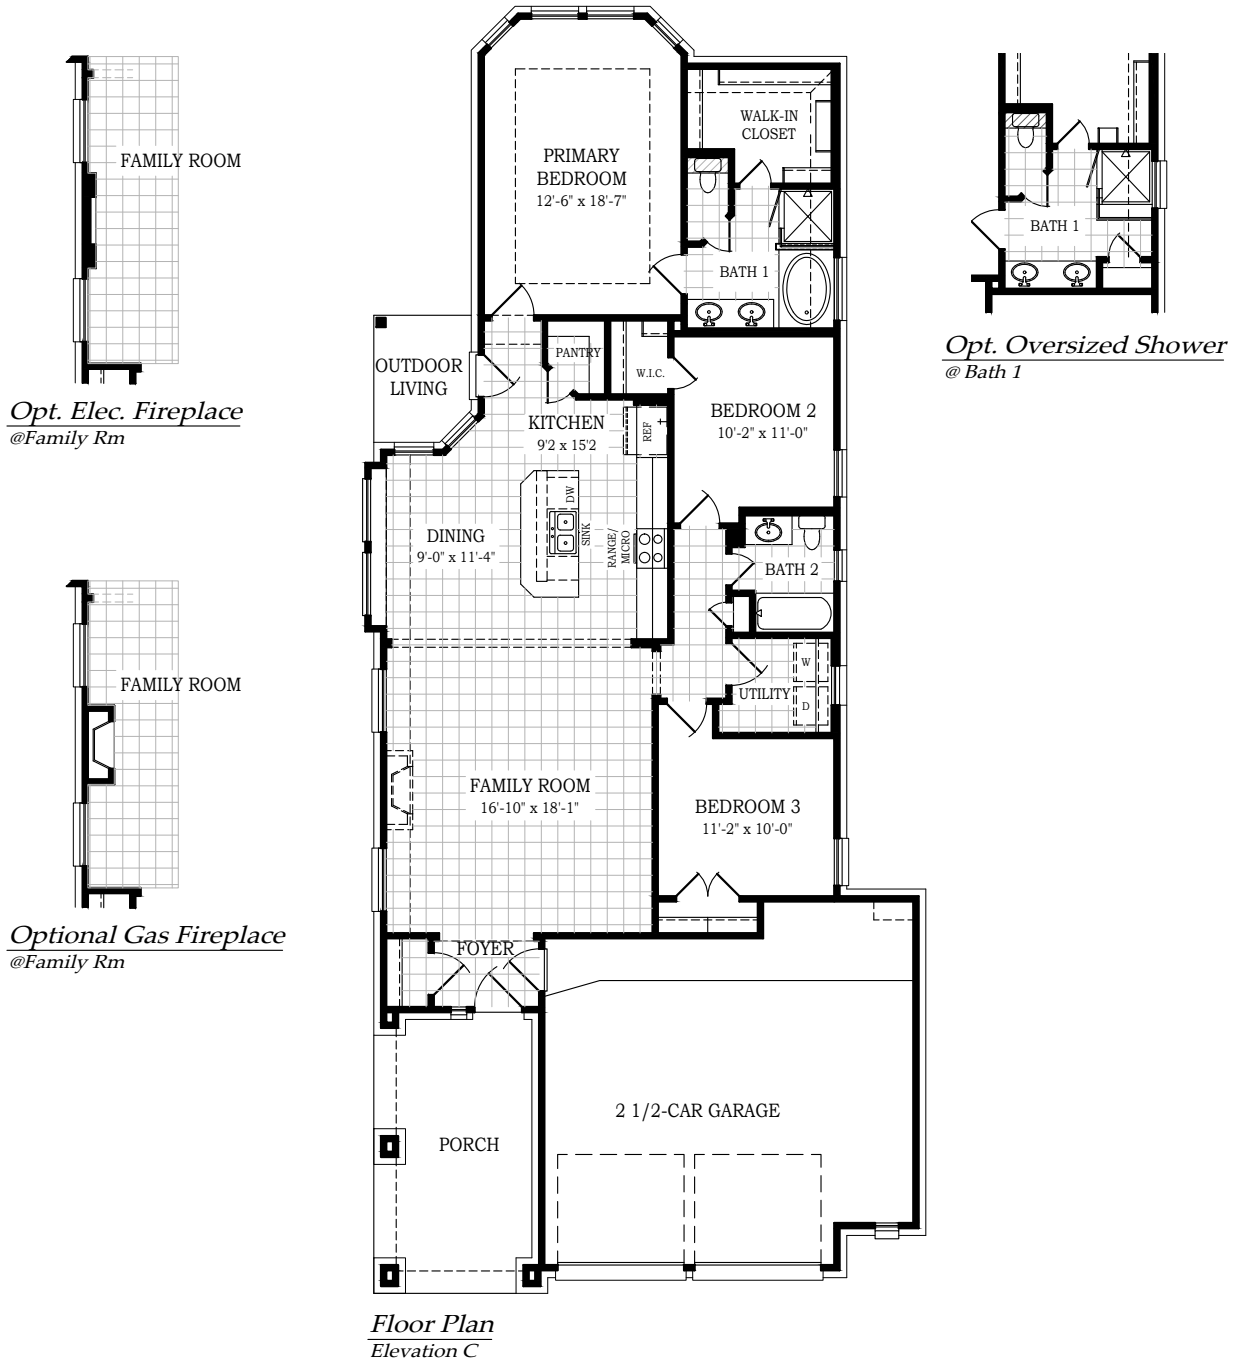 FAMILY ROOM
Opt. Elec. Fireplace
@Family Rm
FAMILY ROOM
Optional Gas Fireplace
@Family Rm
WALK-IN
CLOSET
PRIMARY
BEDROOM
12'-6" x 18'-7"
BATH 1
OUTDOOR
LIVING
PANTRY
W.I.C.
KITCHEN
9'2 x 15'2
REF
BEDROOM 2
10'-2" x 11'-0"
DW
SINK
RANGE/
MICRO
DINING
9'-0" x 11'-4"
BATH 2
W
D
UTILITY
FAMILY ROOM
16'-10" x 18'-1"
BEDROOM 3
11'-2" x 10'-0"
FOYER
2 1/2-CAR GARAGE
PORCH
Floor Plan
Elevation C
BATH 1
Opt. Oversized Shower
@ Bath 1